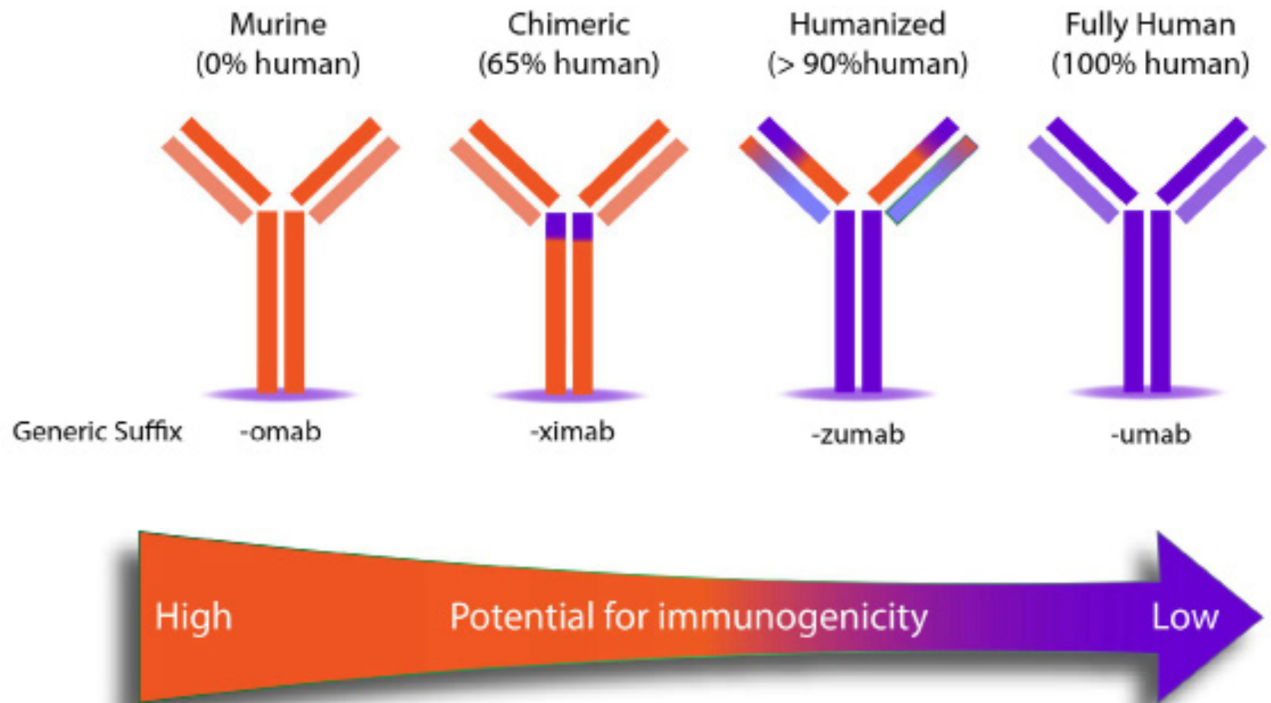 Murine
(0% human)
Chimeric
(65% human)
Humanized
(> 90%human)
Fully Human
(100% human)
Generic Suffix
-omab
-ximab
-zumab
-umab
High
Potential for immunogenicity
Low